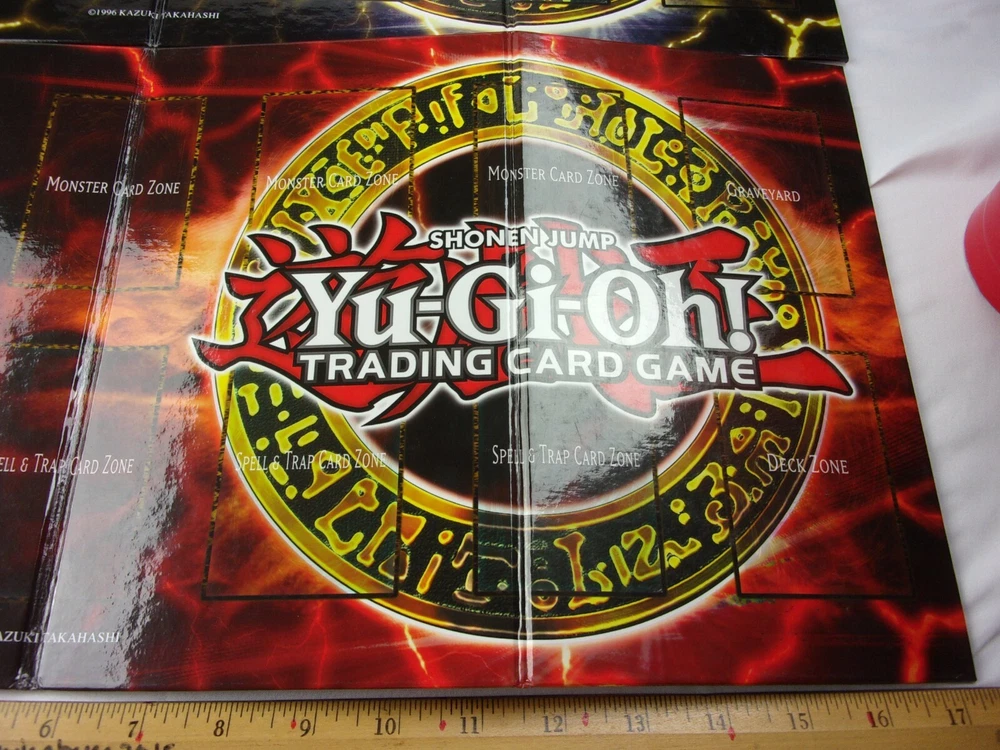 ©1996 KAZUKI TAKAHASHI
MONSTER CARD ZONE
MONSTER CARD ZONE
MONSTER CARD ZONE
GRAVEYARD
SHONEN JUMP
Yu-Gi-Oh!
TRADING CARD GAME
ELL & TRAP CARD ZONE
SPELL & TRAP CARD ZONE
SPELL & TRAP CARD ZONE
DECK ZONE
AZUKI TAKAHASHI
6 7 8 9 10 11 12 13 14 15 16 17